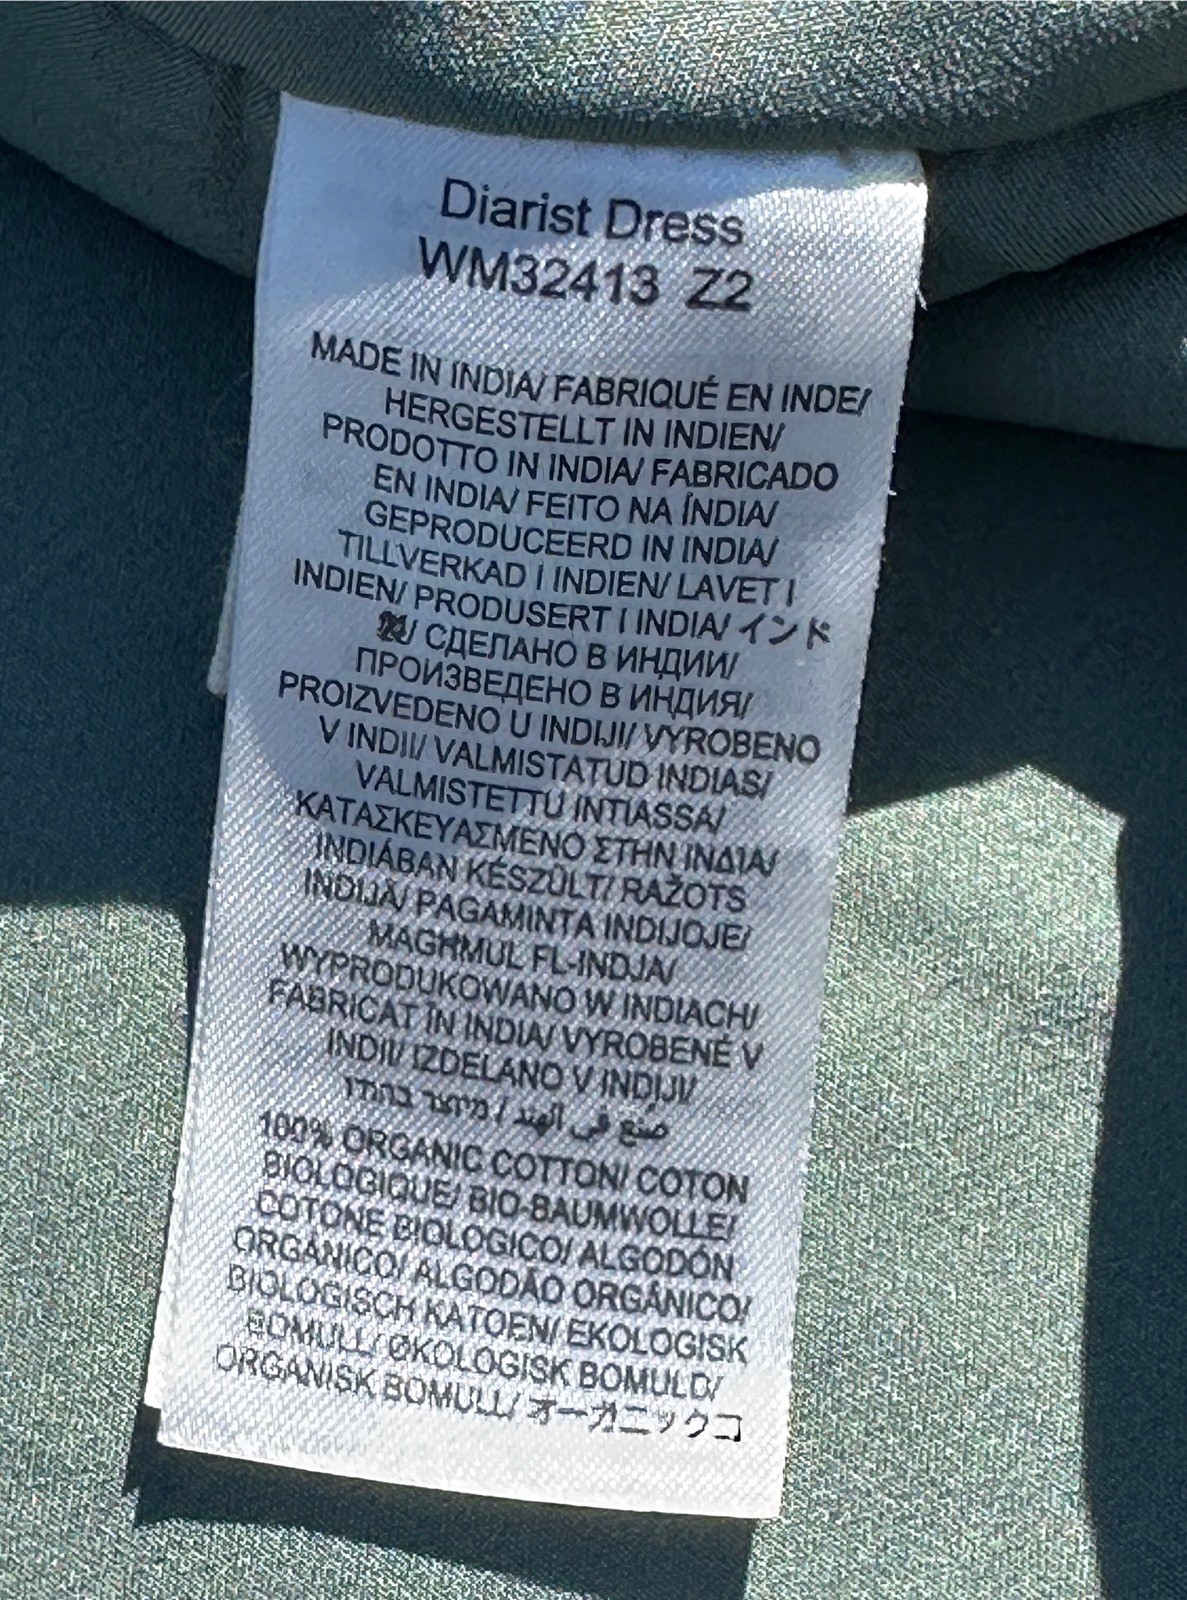 Diarist Dress
WM32413 Z2
MADE IN INDIA/ FABRIQUÉ EN INDE/
HERGESTELLT IN INDIEN/
PRODOTTO IN INDIA/ FABRICADO
EN INDIA/ FEITO NA ÍNDIA/
GEPRODUCEERD IN INDIA/
TILLVERKAD I INDIEN/ LAVET I
INDIEN/ PRODUSERT I INDIA/ インド
製/ СДЕЛАНО В ИНДИИ/
ПРОИЗВЕДЕНО В ИНДИЯ/
PROIZVEDENO U INDIJI/ VYROBENO
V INDII/ VALMISTATUD INDIAS/
VALMISTETTU INTIASSA/
ΚΑΤΑΣΚΕΥΑΣΜΕΝΟ ΣΤΗΝ ΙΝΔΙΑ/
INDIÁBAN KÉSZÜLT/ RAŽOTS
INDIJĀ/ PAGAMINTA INDIJOJE/
MAGĦMUL FL-INDJA/
WYPRODUKOWANO W INDIACH/
FABRICAT ÎN INDIA/ VYROBENÉ V
INDII/ IZDELANO V INDIJI/
صنع في الهند / מיוצר בהודו
100% ORGANIC COTTON/ COTON
BIOLOGIQUE/ BIO-BAUMWOLLE/
COTONE BIOLOGICO/ ALGODÓN
ORGÁNICO/ ALGODÃO ORGÂNICO/
BIOLOGISCH KATOEN/ EKOLOGISK
BOMULL/ ØKOLOGISK BOMULD/
ORGANISK BOMULL/ オーガニックコ